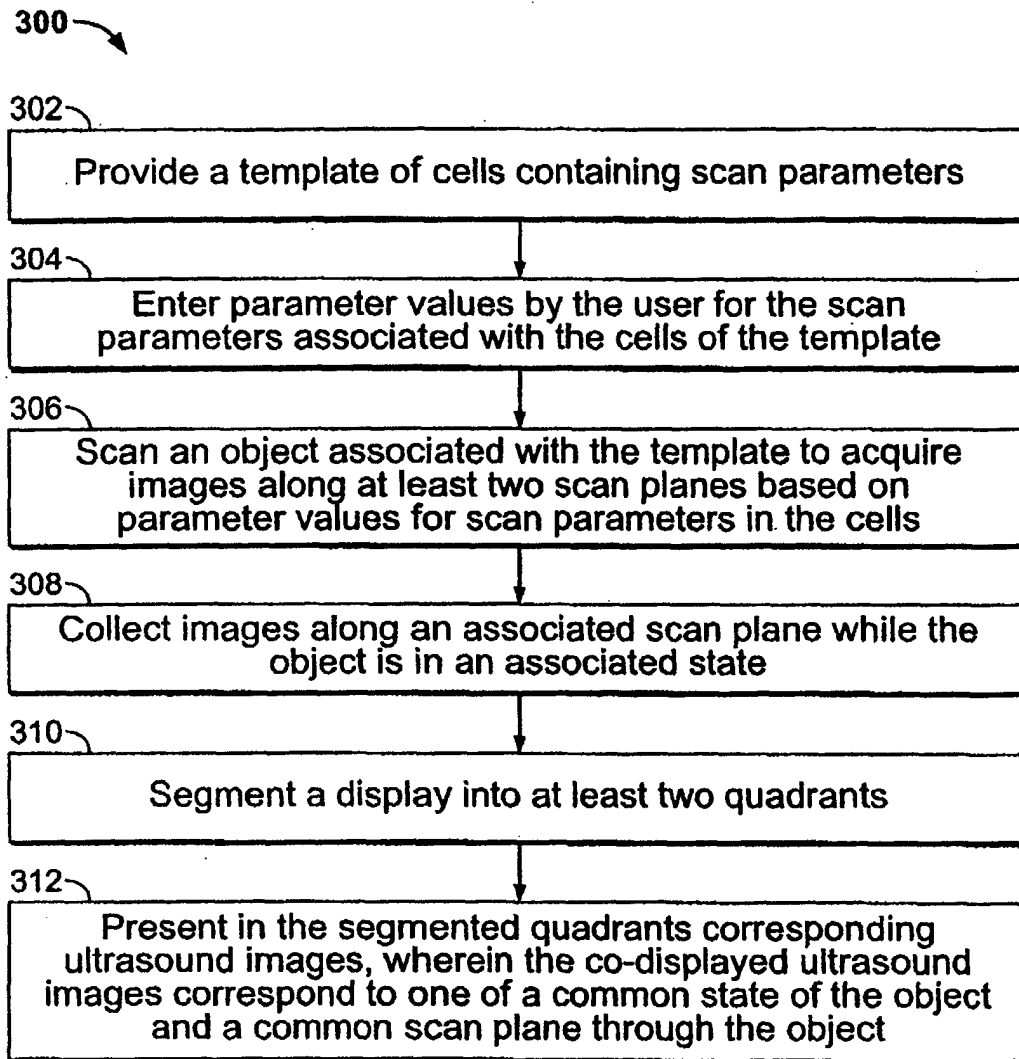 300
302
Provide a template of cells containing scan parameters
304
Enter parameter values by the user for the scan
parameters associated with the cells of the template
306
Scan an object associated with the template to acquire
images along at least two scan planes based on
parameter values for scan parameters in the cells
308
Collect images along an associated scan plane while the
object is in an associated state
310
Segment a display into at least two quadrants
312
Present in the segmented quadrants corresponding
ultrasound images, wherein the co-displayed ultrasound
images correspond to one of a common state of the object
and a common scan plane through the object